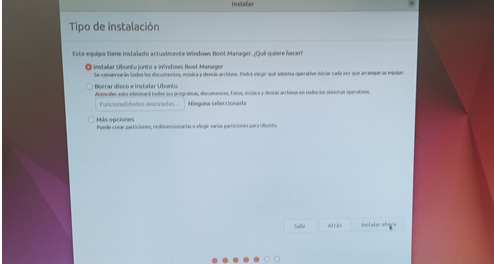 Instalar
Tipo de instalación
Este equipo tiene instalado actualmente Windows Boot Manager. ¿Qué quiere hacer?
Instalar Ubuntu junto a Windows Boot Manager
Se conservarán todos los documentos, música y demás archivos. Podrá elegir qué sistema operativo iniciar cada vez que arranque su equipo.
Borrar disco e instalar Ubuntu
Atención: esto eliminará todos sus programas, documentos, fotos, música y demás archivos en todos los sistemas operativos.
Funcionalidades avanzadas... Ninguna seleccionada
Más opciones
Puede crear particiones, redimensionarlas o elegir varias particiones para Ubuntu.
Salir Atrás Instalar ahora